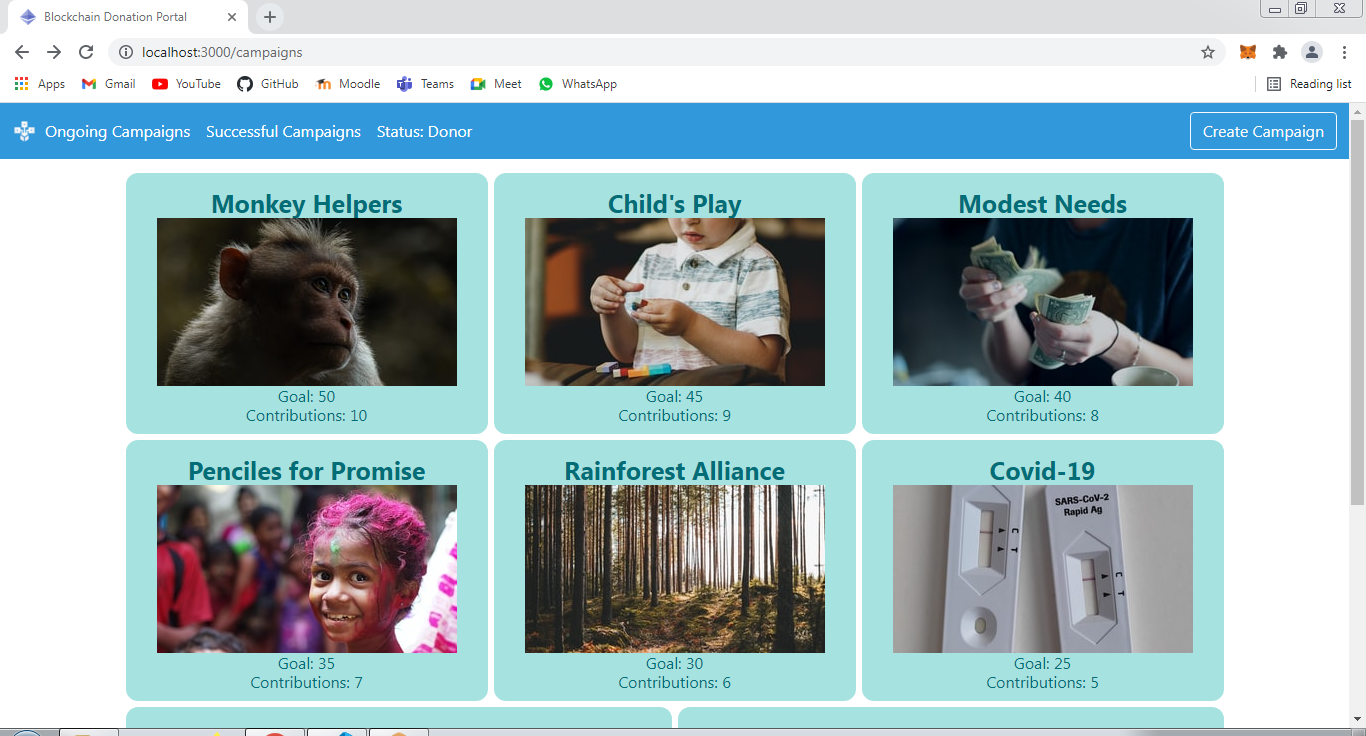 Blockchain Donation Portal
localhost:3000/campaigns
Apps Gmail YouTube GitHub Moodle Teams Meet WhatsApp Reading list
Ongoing Campaigns Successful Campaigns Status: Donor Create Campaign
Monkey Helpers
Goal: 50
Contributions: 10
Child's Play
Goal: 45
Contributions: 9
Modest Needs
Goal: 40
Contributions: 8
Penciles for Promise
Goal: 35
Contributions: 7
Rainforest Alliance
Goal: 30
Contributions: 6
Covid-19
SARS-CoV-2
Rapid Ag
C T
C T
Goal: 25
Contributions: 5